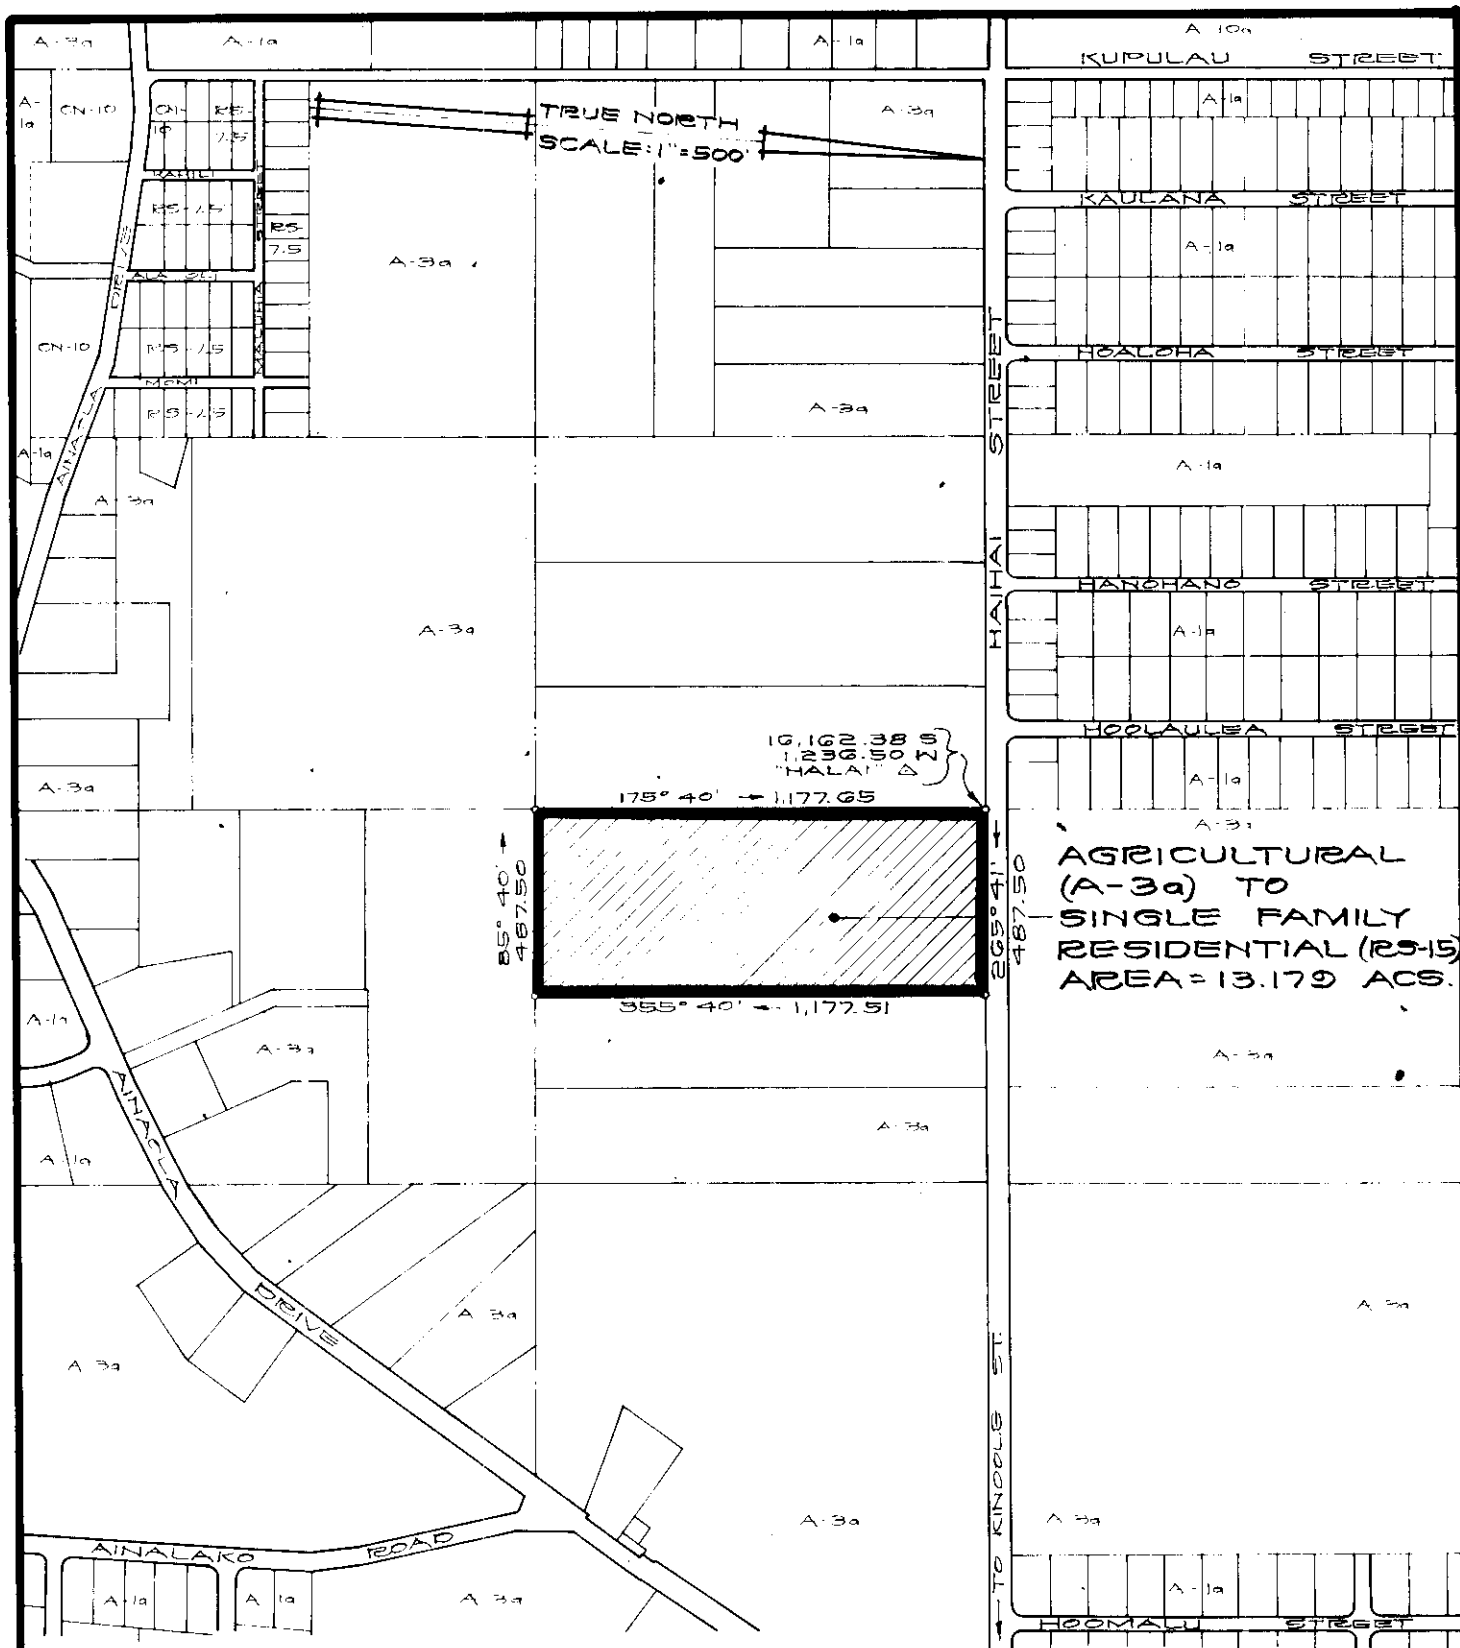 A-3a
A-1a
A-1a
A 10a
KUPULAU STREET
A-1a
CN-10
CN-10
RS-7.5
TRUE NORTH
SCALE: 1"=500'
A-3a
A-1a
KAHILI
STREET
KAULANA STREET
RS-7.5
RS-7.5
A-3a
A-1a
DRIVE
CN-10
RS-7.5
HOALOHA STREET
MOMI
RS-7.5
A-3a
HAIHAI STREET
A-1a
AINAOLA
A-3a
A-1a
HANOHANO STREET
A-3a
A-1a
HOOLAULEA STREET
16,162.38 S
1,236.50 W
"HALAI" △
A-3a
A-1a
175° 40' → 1,177.65
A-3a
85° 40' →
487.50
265° 41' →
487.50
AGRICULTURAL
(A-3a) TO
SINGLE FAMILY
RESIDENTIAL (RS-15)
AREA = 13.179 ACS.
355° 40' ← 1,177.51
A-1a
A-3a
A-3a
AINAOLA
A-3a
A-1a
DRIVE
A 3a
A 3a
A 3a
← TO KINOOLE ST.
A-3a
A 3a
AINALAKO ROAD
A-1a
A 1a
A 3a
A-1a
HOOMALU STREET